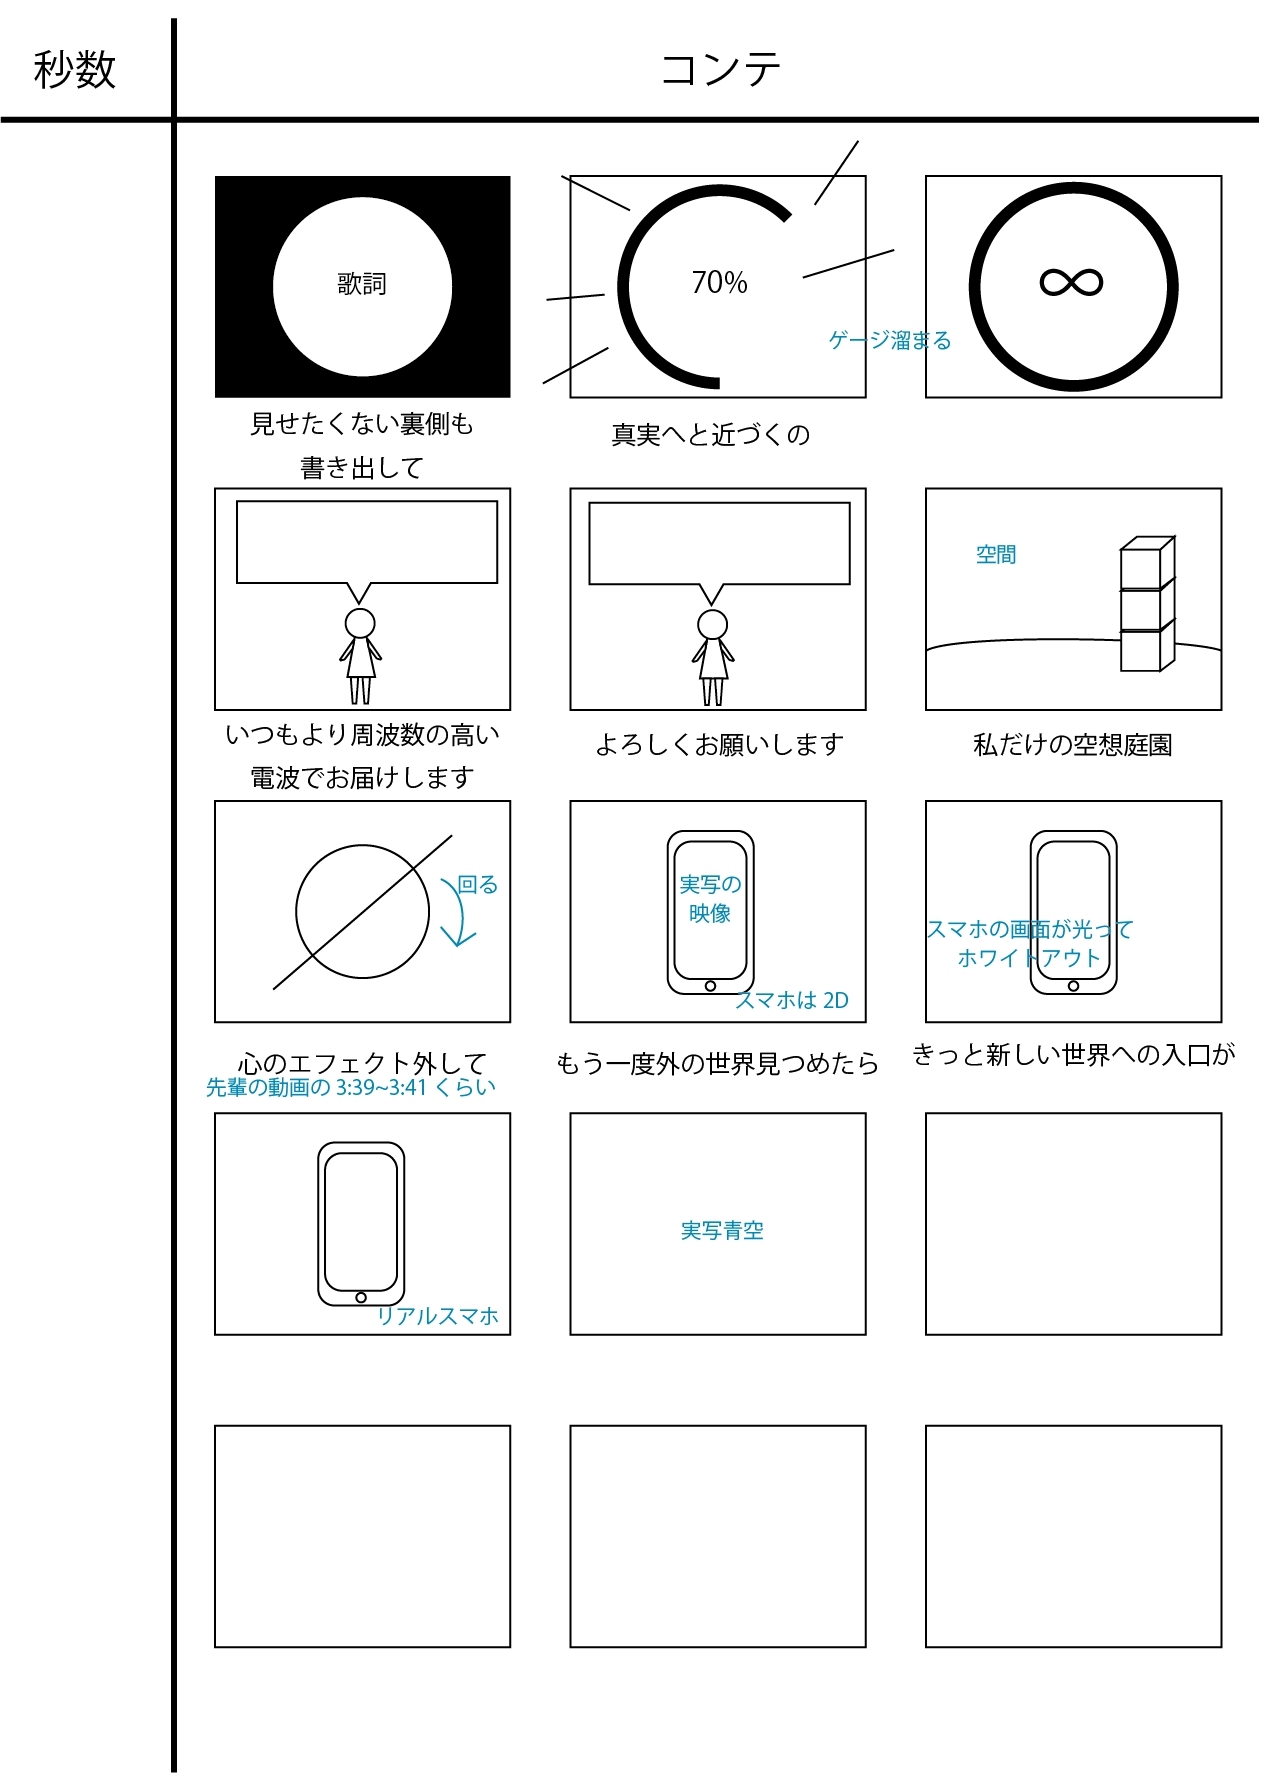 秒数
コンテ
歌詞
70%
ゲージ溜まる
∞
見せたくない裏側も
書き出して
真実へと近づくの
空間
いつもより周波数の高い
電波でお届けします
よろしくお願いします
私だけの空想庭園
回る
実写の
映像
スマホは 2D
スマホの画面が光って
ホワイトアウト
心のエフェクト外して
先輩の動画の 3:39~3:41 くらい
もう一度外の世界見つめたら
きっと新しい世界への入口が
リアルスマホ
実写青空